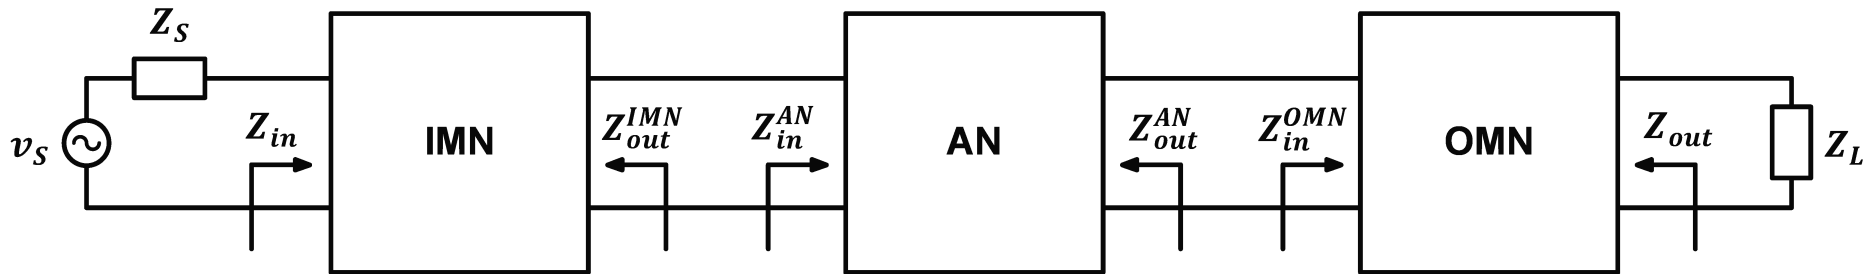 Z_S
v_S
Z_in
IMN
Z_out^IMN
Z_in^AN
AN
Z_out^AN
Z_in^OMN
OMN
Z_out
Z_L